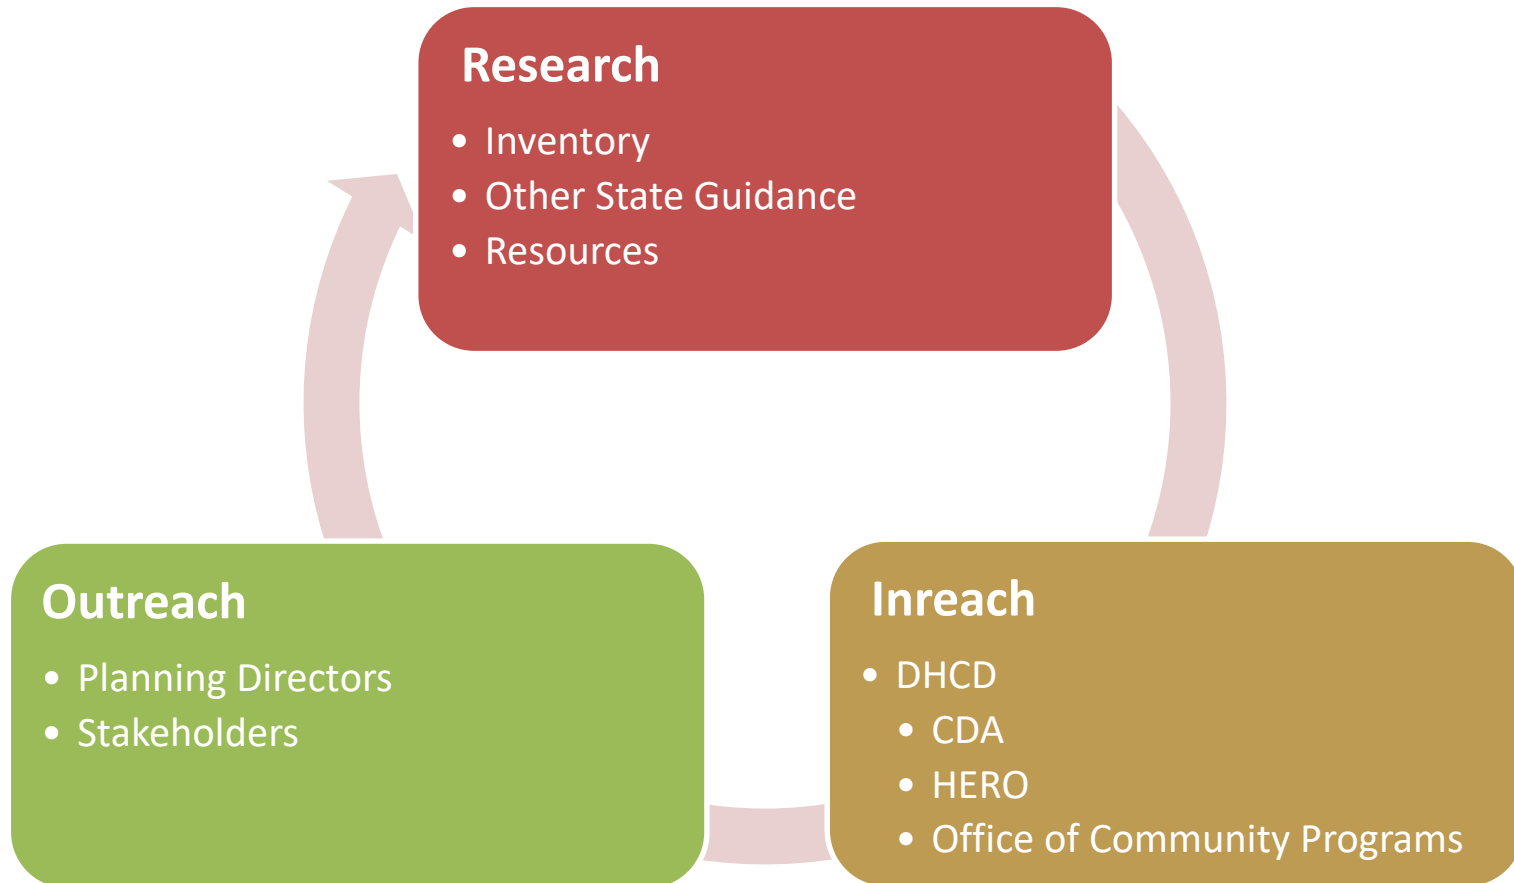 Research
• Inventory
• Other State Guidance
• Resources
Outreach
• Planning Directors
• Stakeholders
Inreach
• DHCD
• CDA
• HERO
• Office of Community Programs